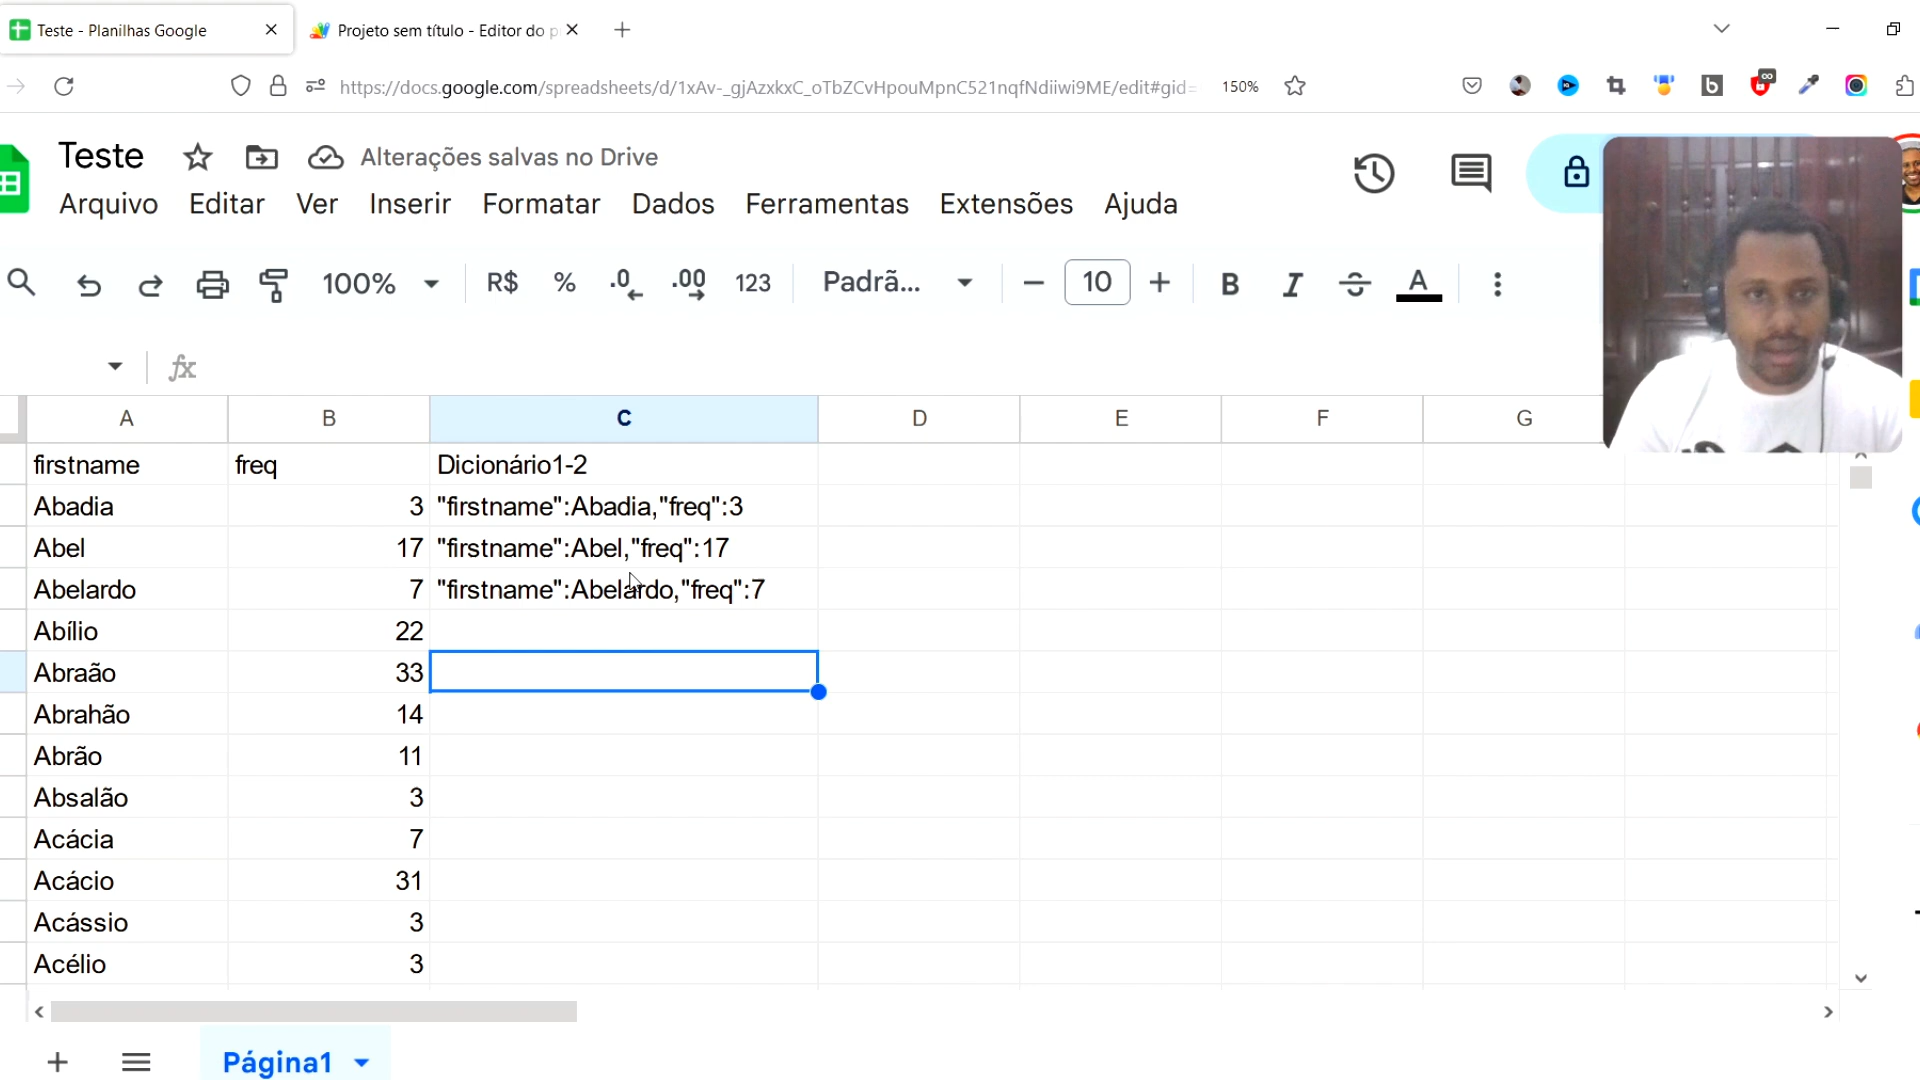 Teste - Planilhas Google
Projeto sem título - Editor do p
https://docs.google.com/spreadsheets/d/1xAv-_gjAzxkxC_oTbZCvHpouMpnC521nqfNdiiwi9ME/edit#gid=
150%
Teste
Alterações salvas no Drive
Arquivo Editar Ver Inserir Formatar Dados Ferramentas Extensões Ajuda
100% R$ % .0 .00 123 Padrã... 10 B I S A
fx
A B C D E F G
firstname freq Dicionário1-2
Abadia 3 "firstname":Abadia,"freq":3
Abel 17 "firstname":Abel,"freq":17
Abelardo 7 "firstname":Abelardo,"freq":7
Abílio 22
Abraão 33
Abrahão 14
Abrão 11
Absalão 3
Acácia 7
Acácio 31
Acássio 3
Acélio 3
Página1